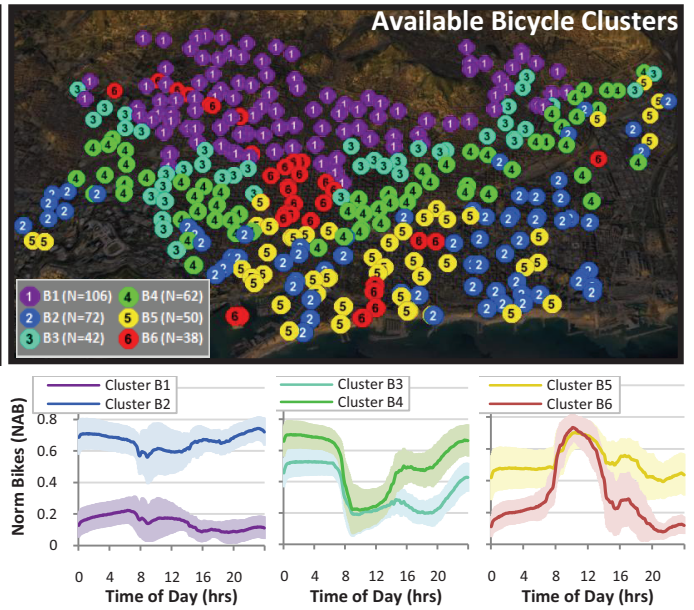 Available Bicycle Clusters
1 B1 (N=106) 4 B4 (N=62)
2 B2 (N=72) 5 B5 (N=50)
3 B3 (N=42) 6 B6 (N=38)
Cluster B1
Cluster B2
Cluster B3
Cluster B4
Cluster B5
Cluster B6
Norm Bikes (NAB)
0.8
0.6
0.4
0.2
0
0 4 8 12 16 20
0 4 8 12 16 20
0 4 8 12 16 20
Time of Day (hrs) Time of Day (hrs) Time of Day (hrs)